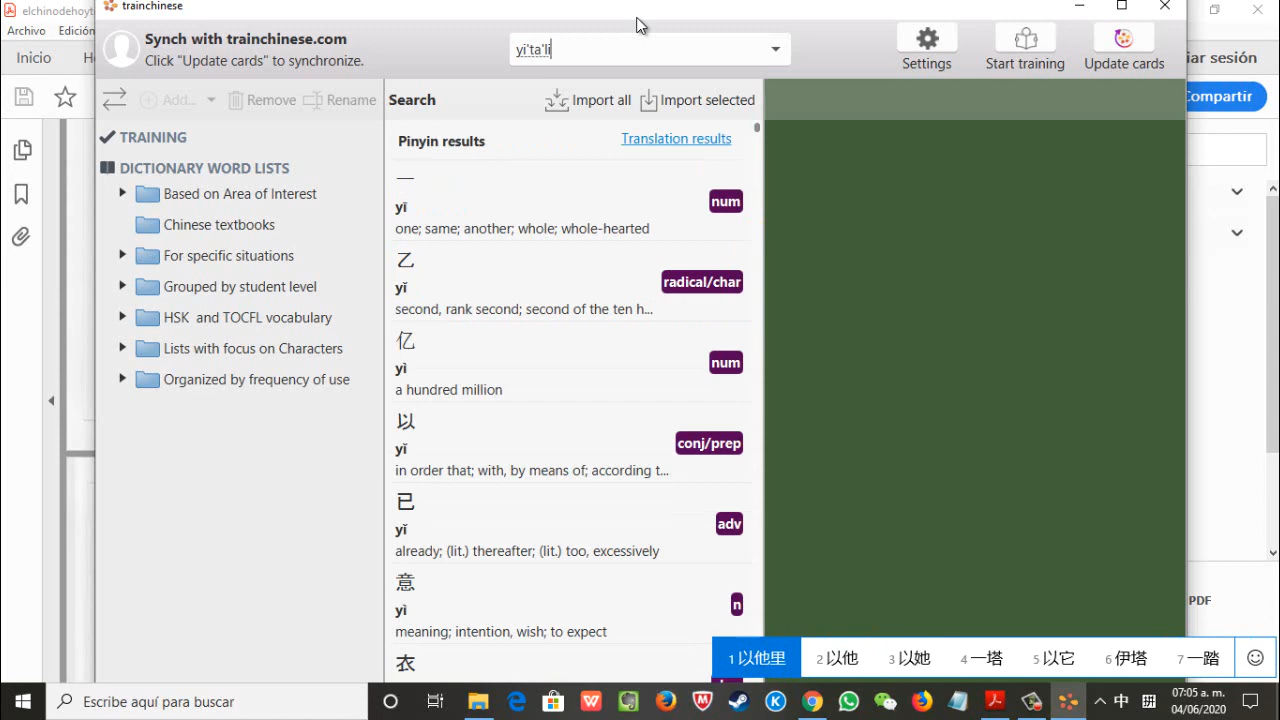 elchinodehoyt
trainchinese
Archivo Edición
Synch with trainchinese.com
Click "Update cards" to synchronize.
yi'ta'li
Settings
Start training
Update cards
Inicio
iar sesión
Compartir
Add...
Remove
Rename
Search
Import all
Import selected
TRAINING
DICTIONARY WORD LISTS
Based on Area of Interest
Chinese textbooks
For specific situations
Grouped by student level
HSK and TOCFL vocabulary
Lists with focus on Characters
Organized by frequency of use
Pinyin results
Translation results
一
yī
num
one; same; another; whole; whole-hearted
乙
yǐ
radical/char
second, rank second; second of the ten h...
亿
yì
num
a hundred million
以
yǐ
conj/prep
in order that; with, by means of; according t...
已
yǐ
adv
already; (lit.) thereafter; (lit.) too, excessively
意
yì
n
meaning; intention, wish; to expect
衣
PDF
1 以他里 2 以他 3 以她 4 一塔 5 以它 6 伊塔 7 一踏
Escribe aquí para buscar
中 拼
07:05 a. m.
04/06/2020